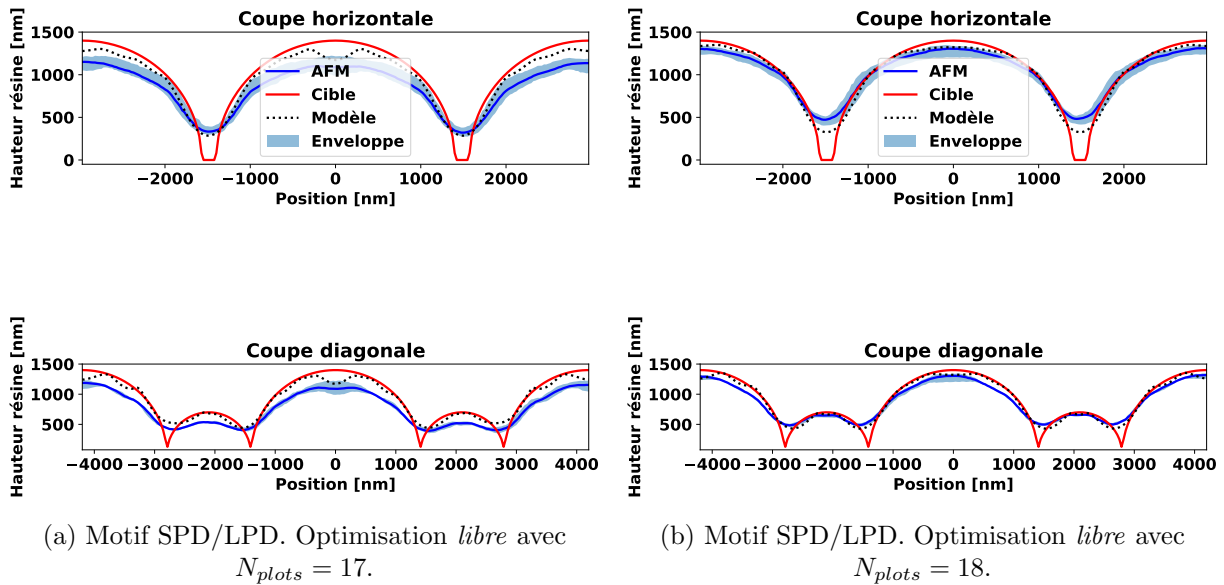 Coupe horizontale
Hauteur résine [nm]
1500
1000
500
0
AFM
Cible
Modèle
Enveloppe
−2000 −1000 0 1000 2000
Position [nm]
Coupe horizontale
Hauteur résine [nm]
1500
1000
500
0
AFM
Cible
Modèle
Enveloppe
−2000 −1000 0 1000 2000
Position [nm]
Coupe diagonale
Hauteur résine [nm]
1500
1000
500
−4000 −3000 −2000 −1000 0 1000 2000 3000 4000
Position [nm]
Coupe diagonale
Hauteur résine [nm]
1500
1000
500
−4000 −3000 −2000 −1000 0 1000 2000 3000 4000
Position [nm]
(a) Motif SPD/LPD. Optimisation libre avec
N_{plots} = 17.
(b) Motif SPD/LPD. Optimisation libre avec
N_{plots} = 18.